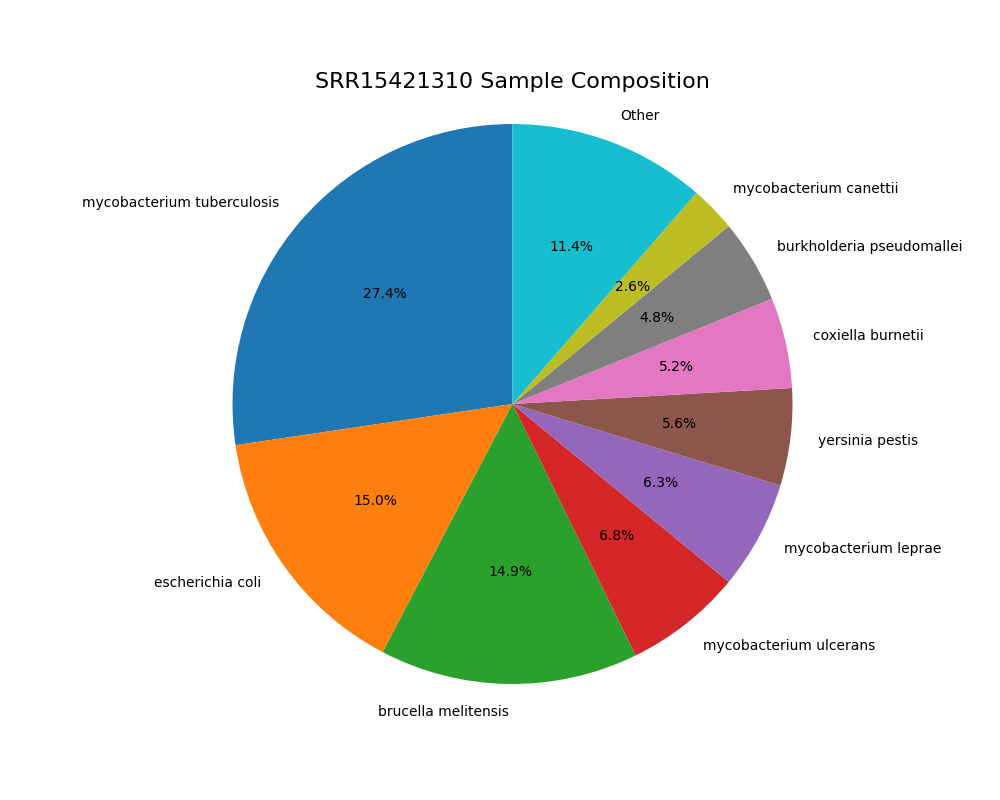 SRR15421310 Sample Composition
Other
mycobacterium canettii
mycobacterium tuberculosis
burkholderia pseudomallei
11.4%
2.6%
27.4%
4.8%
coxiella burnetii
5.2%
5.6%
yersinia pestis
6.3%
15.0%
6.8%
mycobacterium leprae
14.9%
escherichia coli
mycobacterium ulcerans
brucella melitensis